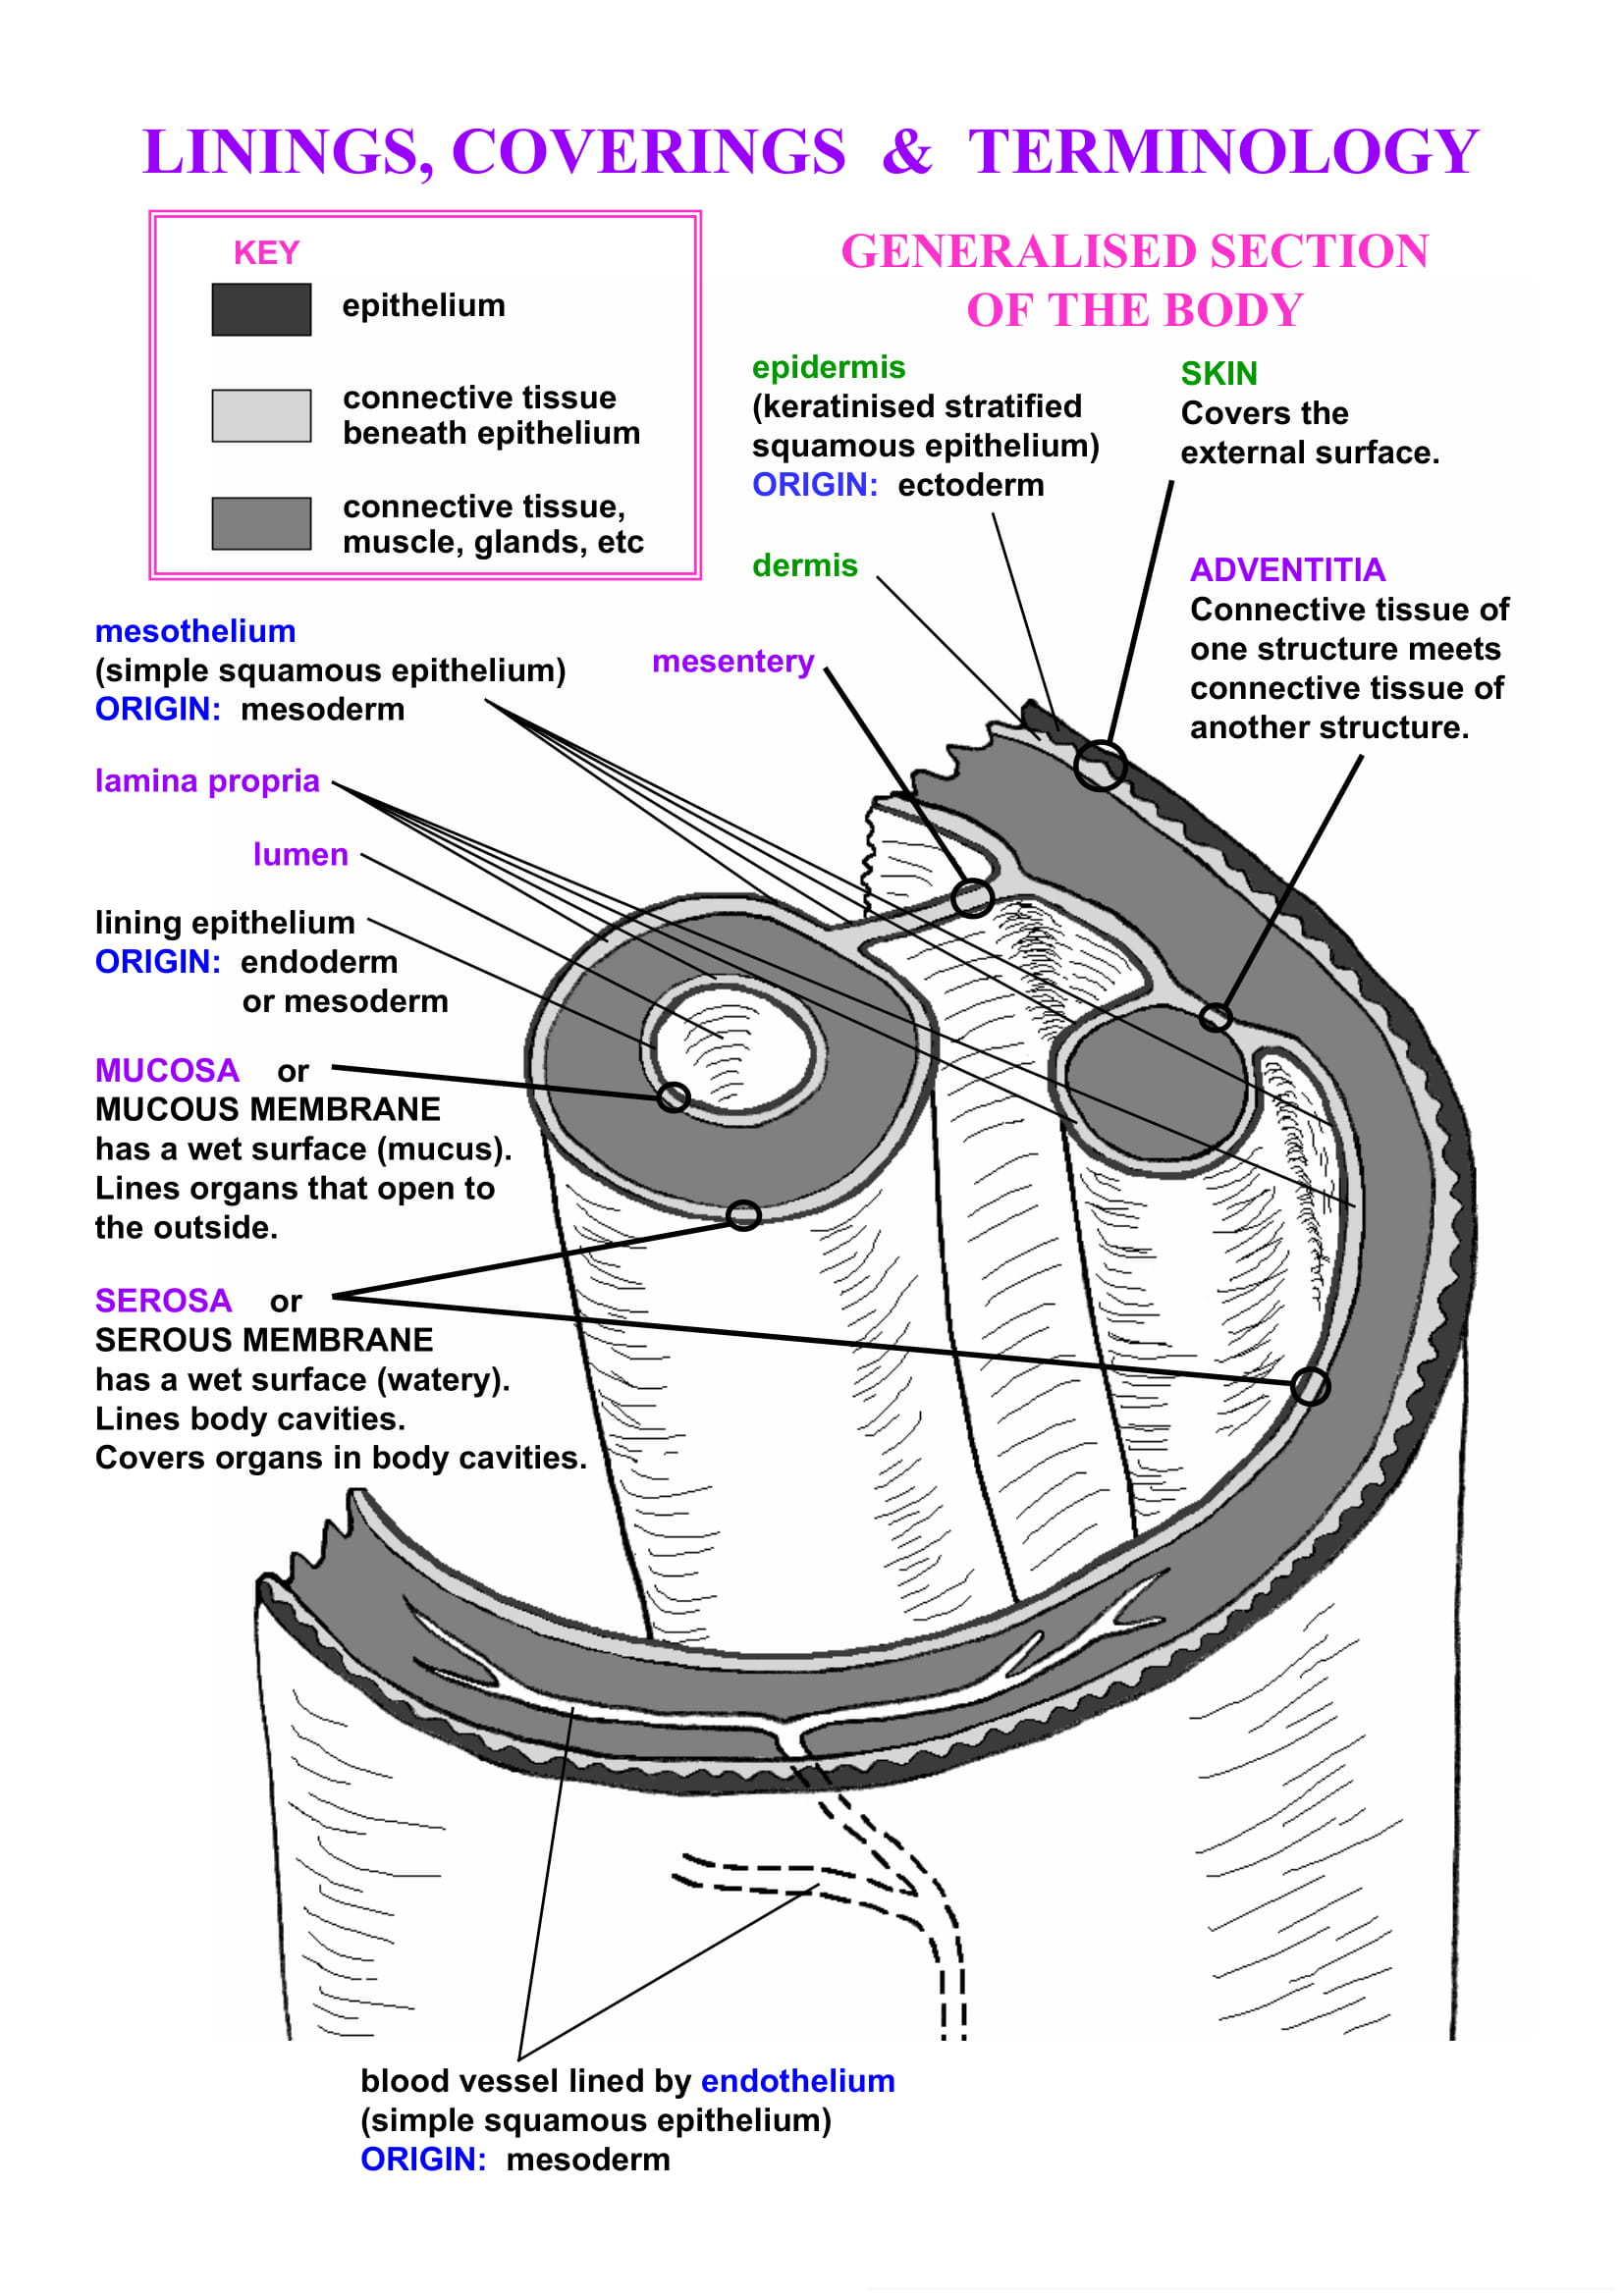 LININGS, COVERINGS & TERMINOLOGY
KEY
epithelium
connective tissue
beneath epithelium
connective tissue,
muscle, glands, etc
GENERALISED SECTION
OF THE BODY
epidermis
(keratinised stratified
squamous epithelium)
ORIGIN: ectoderm
SKIN
Covers the
external surface.
dermis
ADVENTITIA
Connective tissue of
one structure meets
connective tissue of
another structure.
mesothelium
(simple squamous epithelium)
ORIGIN: mesoderm
mesentery
lamina propria
lumen
lining epithelium
ORIGIN: endoderm
or mesoderm
MUCOSA or
MUCOUS MEMBRANE
has a wet surface (mucus).
Lines organs that open to
the outside.
SEROSA or
SEROUS MEMBRANE
has a wet surface (watery).
Lines body cavities.
Covers organs in body cavities.
blood vessel lined by endothelium
(simple squamous epithelium)
ORIGIN: mesoderm